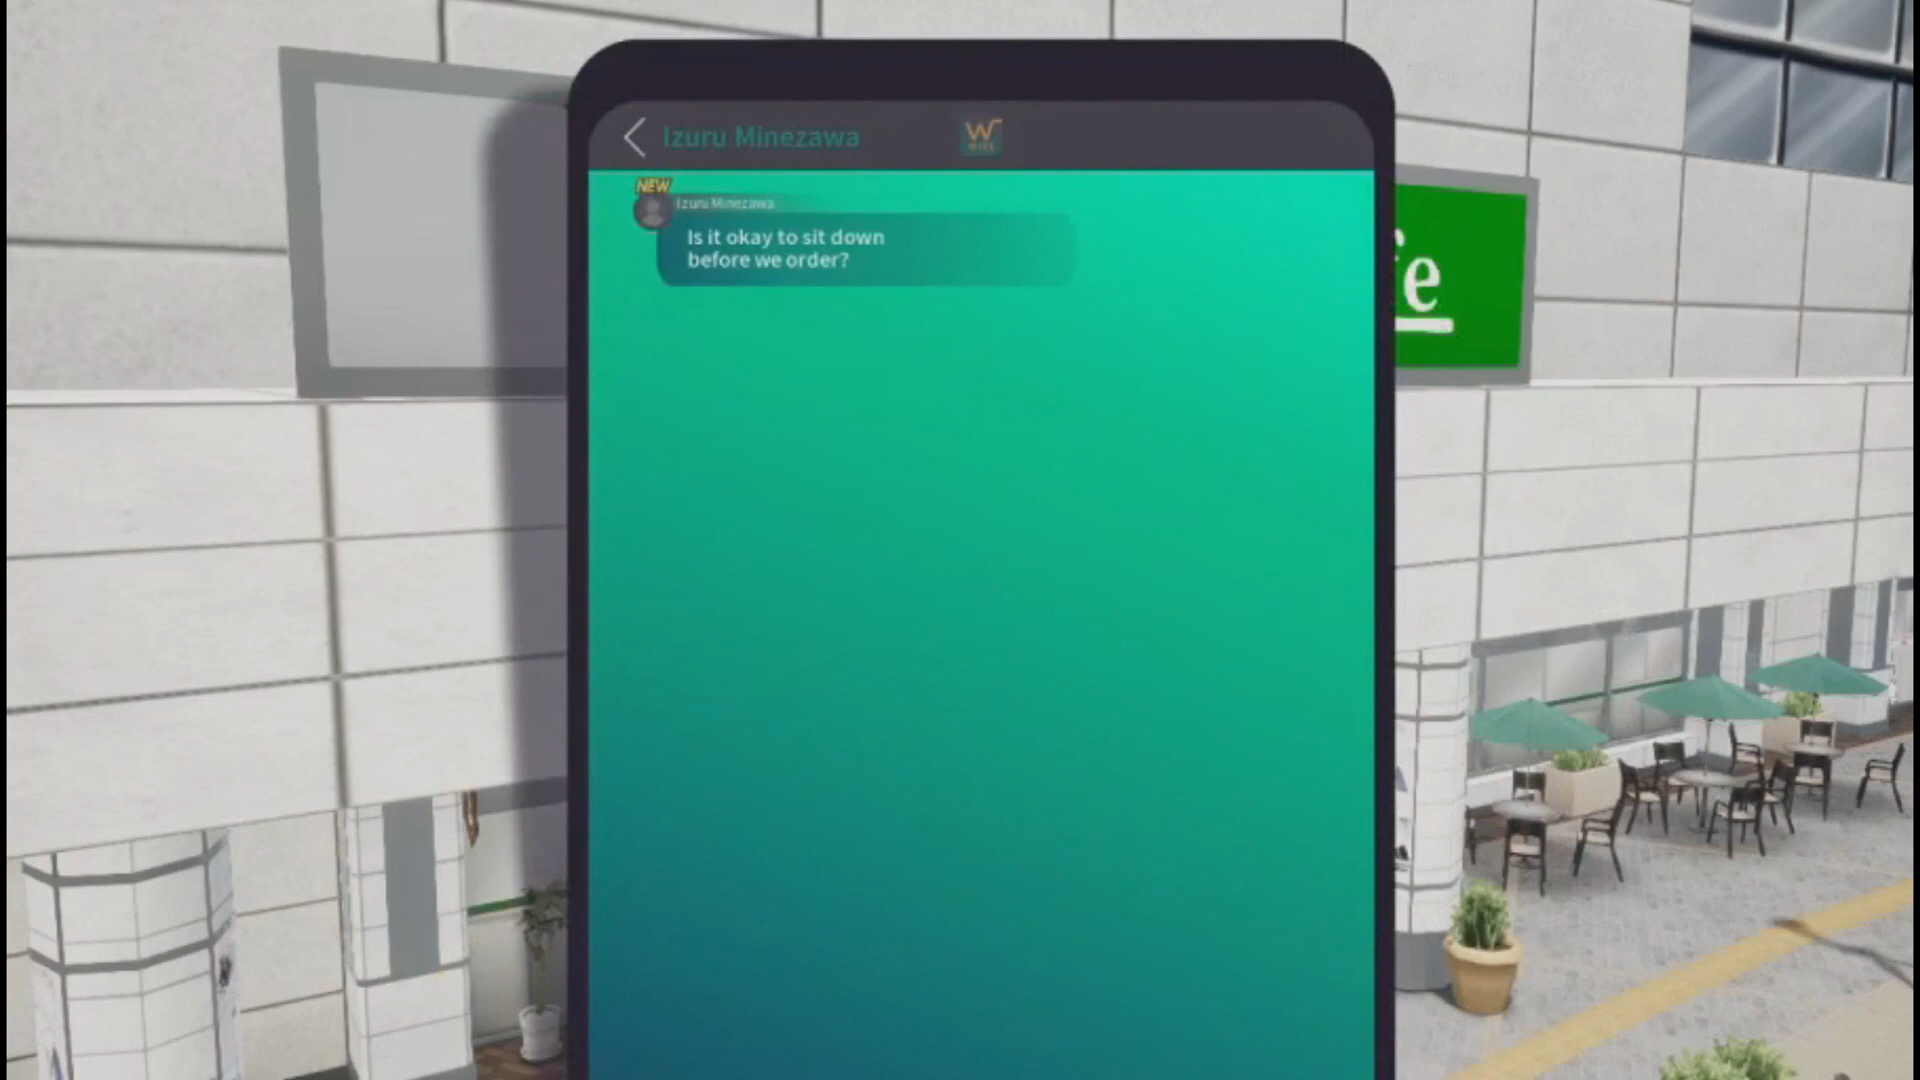 Izuru Minezawa
W
NEW
Izuru Minezawa
Is it okay to sit down
before we order?
fe